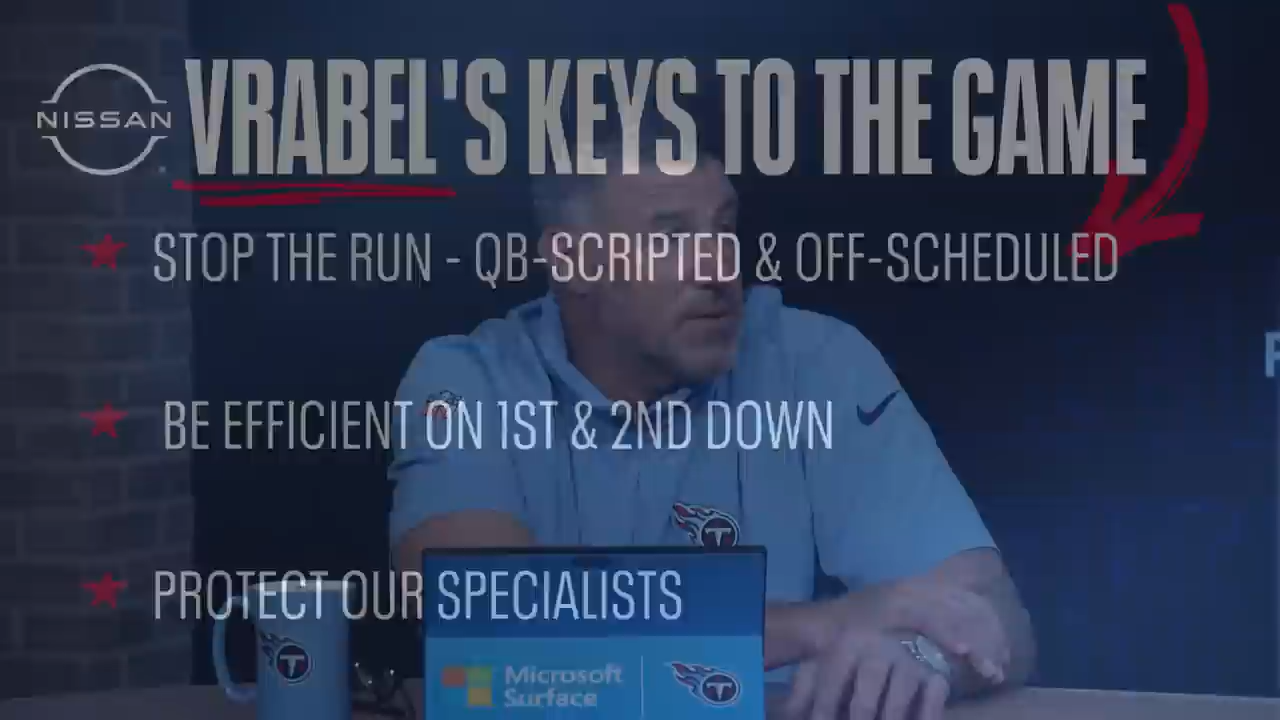 NISSAN
VRABEL'S KEYS TO THE GAME
STOP THE RUN - QB-SCRIPTED & OFF-SCHEDULED
BE EFFICIENT ON 1ST & 2ND DOWN
PROTECT OUR SPECIALISTS
T
T
Microsoft
Surface
T